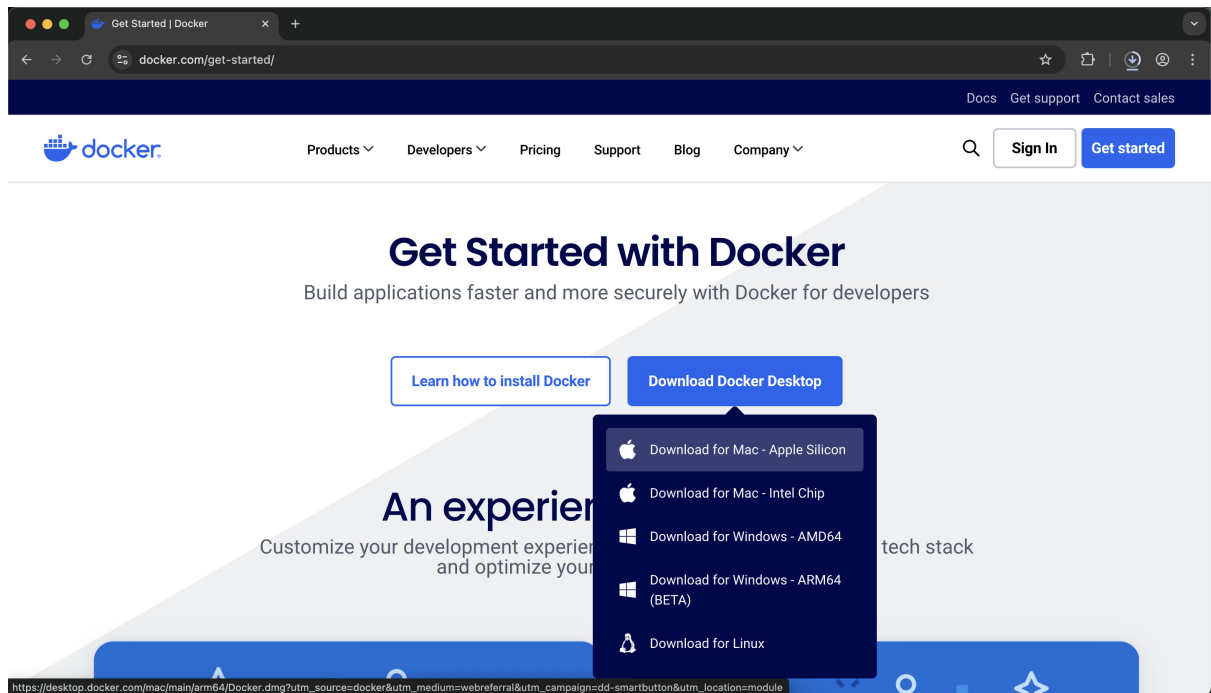 Get Started | Docker
docker.com/get-started/
Docs Get support Contact sales
docker
Products Developers Pricing Support Blog Company Sign In Get started
Get Started with Docker
Build applications faster and more securely with Docker for developers
Learn how to install Docker Download Docker Desktop
Download for Mac - Apple Silicon
Download for Mac - Intel Chip
Download for Windows - AMD64
Download for Windows - ARM64
(BETA)
Download for Linux
An experien
Customize your development experien tech stack
and optimize your
https://desktop.docker.com/mac/main/arm64/Docker.dmg?utm_source=docker&utm_medium=webreferral&utm_campaign=dd-smartbutton&utm_location=module